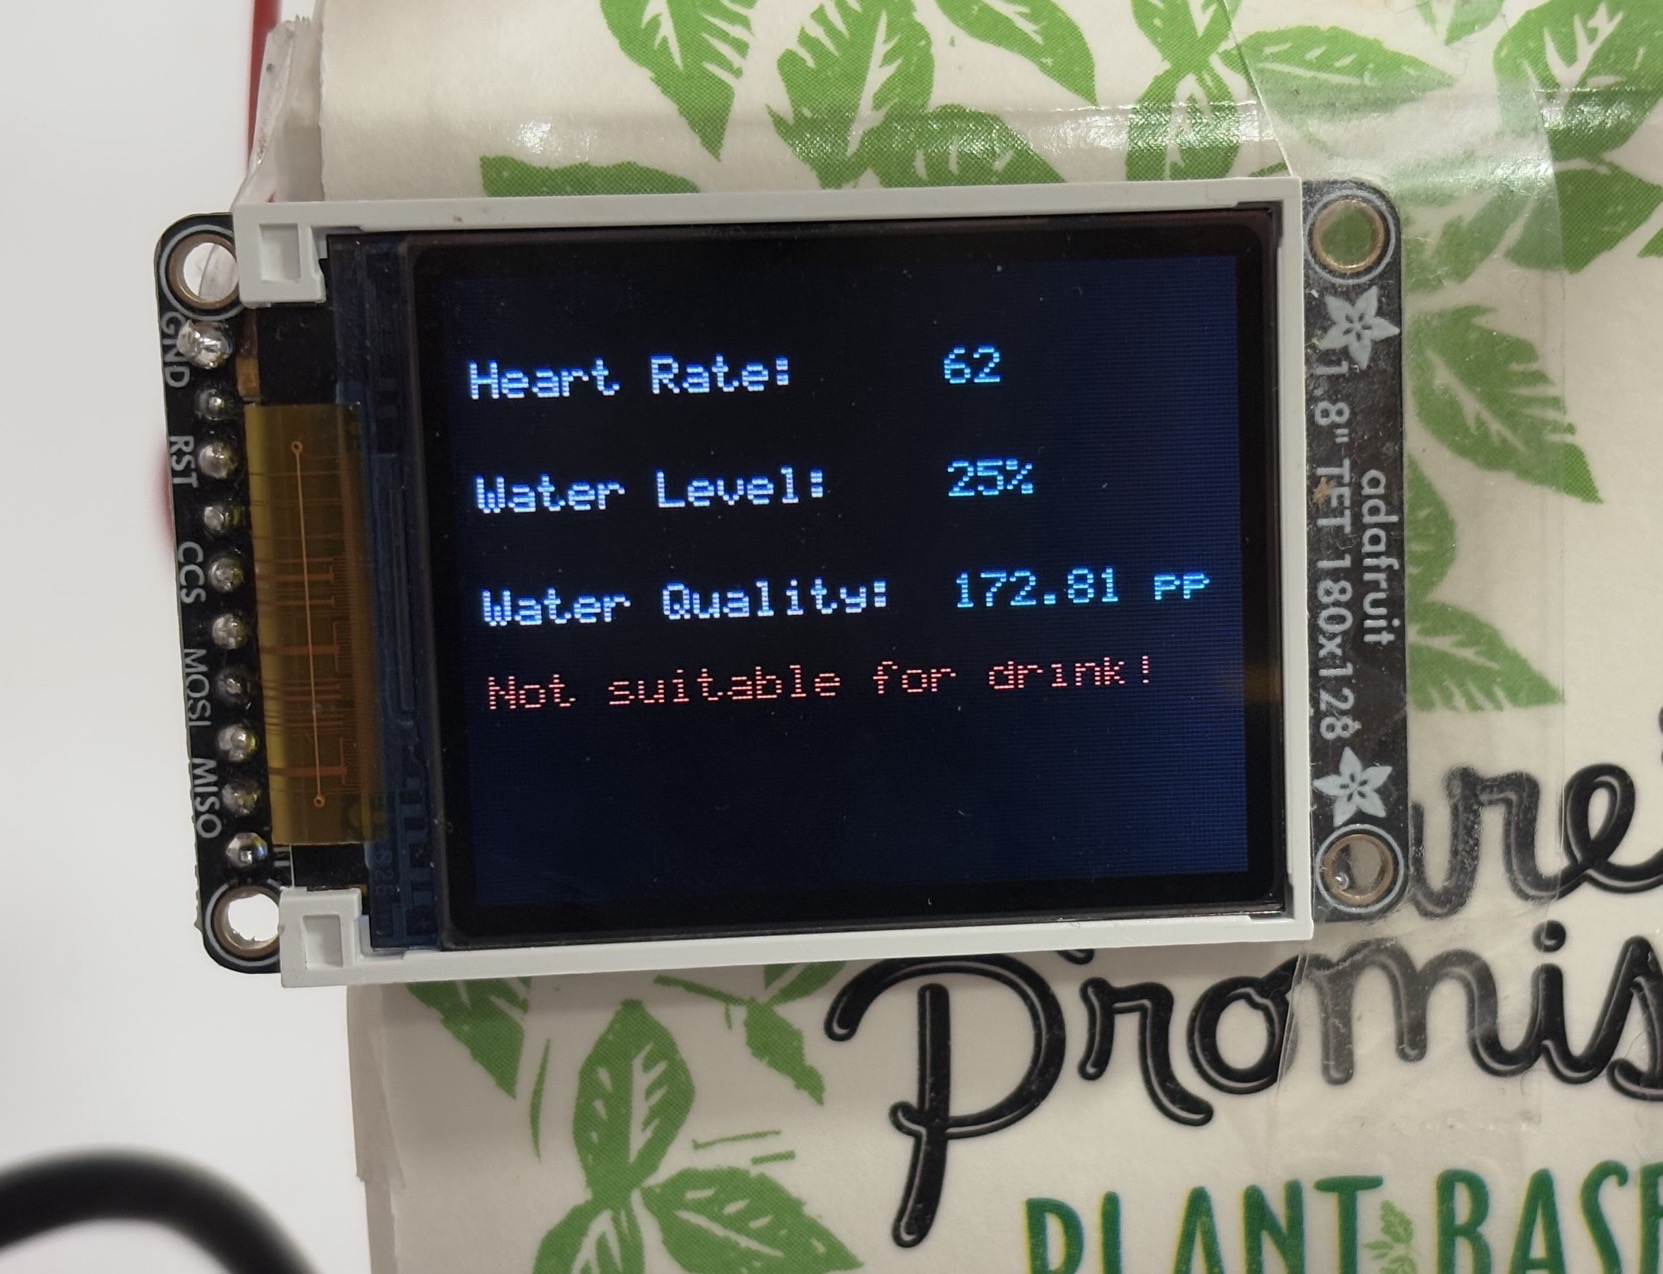 Heart Rate: 62
Water Level: 25%
Water Quality: 172.81 pp
Not suitable for drink!
GND
RST
CCS
MOSI
MISO
adafruit
1.8" TFT 180x128
Promis
PLANT BASE